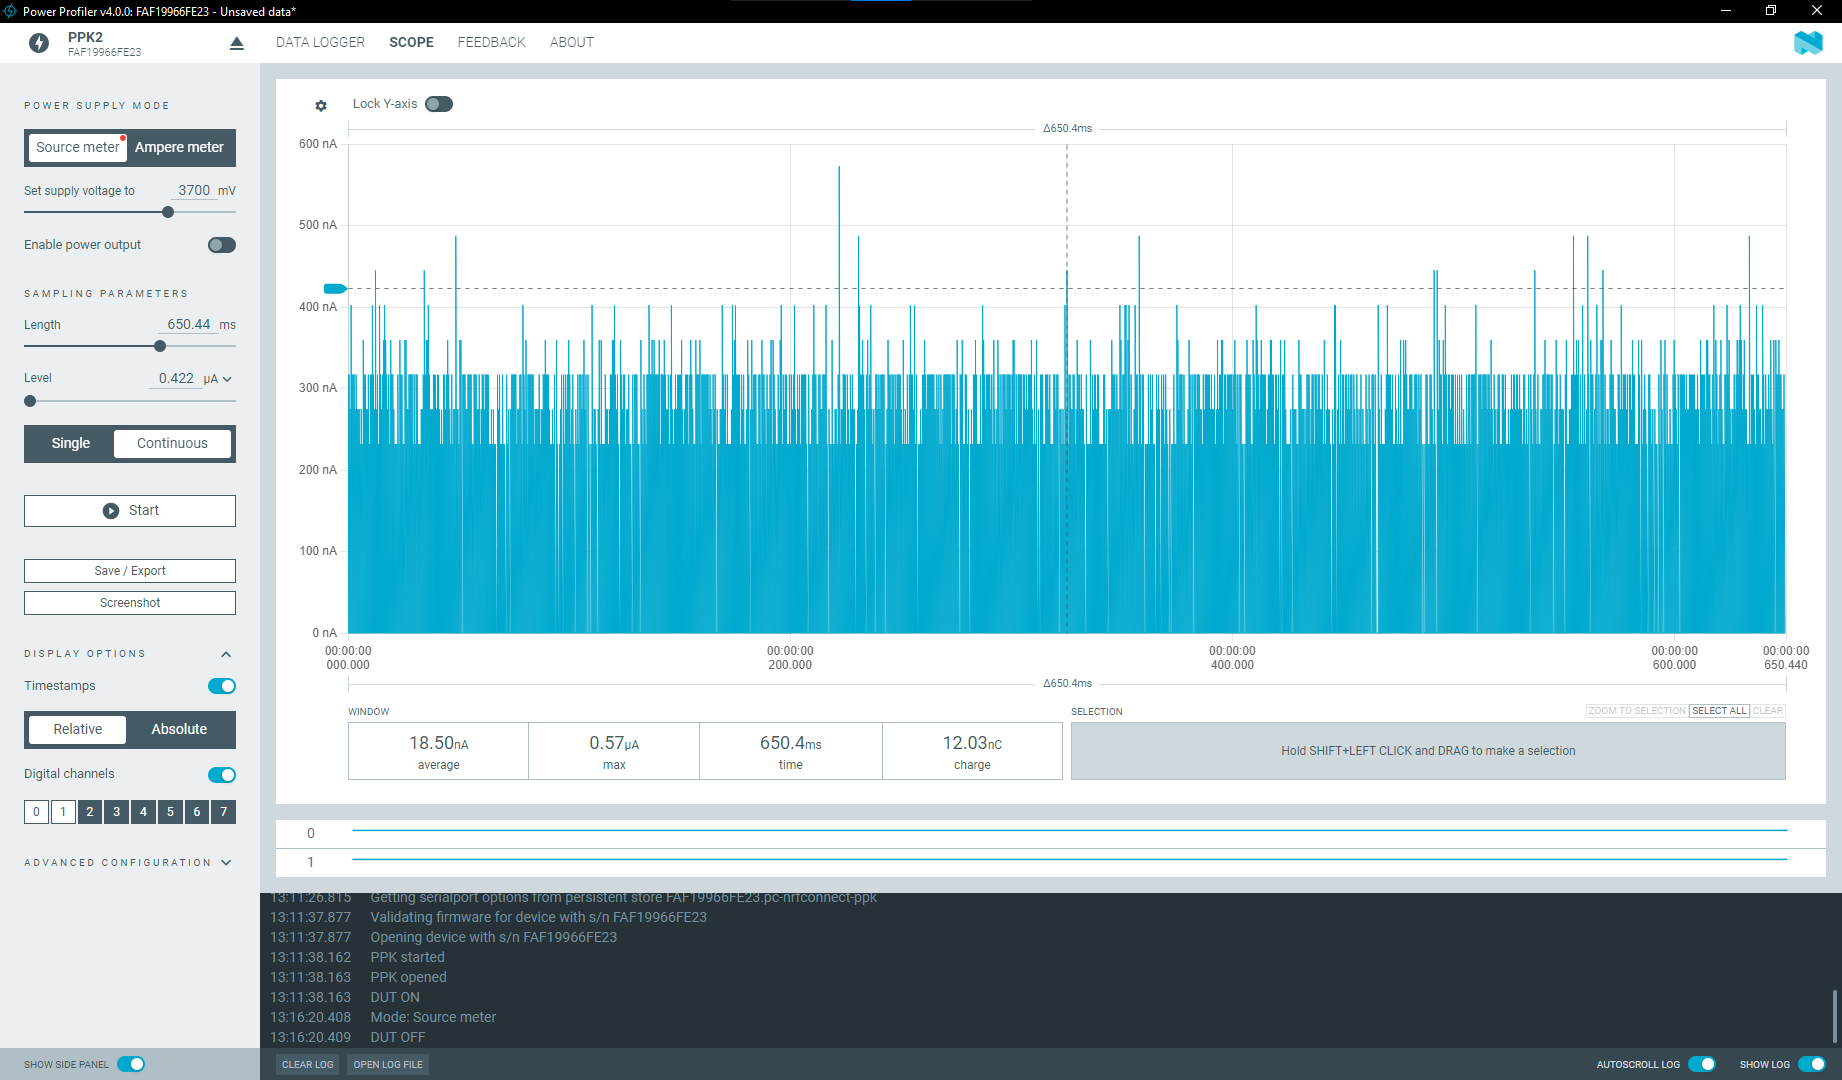 Power Profiler v4.0.0: FAF19966FE23 - Unsaved data*
PPK2
FAF19966FE23
DATA LOGGER
SCOPE
FEEDBACK
ABOUT
POWER SUPPLY MODE
Source meter
Ampere meter
Set supply voltage to
3700 mV
Enable power output
SAMPLING PARAMETERS
Length
650.44 ms
Level
0.422 μA
Single
Continuous
Start
Save / Export
Screenshot
DISPLAY OPTIONS
Timestamps
Relative
Absolute
Digital channels
0 1 2 3 4 5 6 7
ADVANCED CONFIGURATION
SHOW SIDE PANEL
Lock Y-axis
Δ650.4ms
600 nA
500 nA
400 nA
300 nA
200 nA
100 nA
0 nA
00:00:00
000.000
00:00:00
200.000
00:00:00
400.000
00:00:00
600.000
00:00:00
650.440
Δ650.4ms
WINDOW
18.50nA
average
0.57μA
max
650.4ms
time
12.03nC
charge
SELECTION
ZOOM TO SELECTION
SELECT ALL
CLEAR
Hold SHIFT+LEFT CLICK and DRAG to make a selection
0
1
13:11:26.815 Getting serialport options from persistent store FAF19966FE23.pc-nrfconnect-ppk
13:11:37.877 Validating firmware for device with s/n FAF19966FE23
13:11:37.877 Opening device with s/n FAF19966FE23
13:11:38.162 PPK started
13:11:38.163 PPK opened
13:11:38.163 DUT ON
13:16:20.408 Mode: Source meter
13:16:20.409 DUT OFF
CLEAR LOG
OPEN LOG FILE
AUTOSCROLL LOG
SHOW LOG